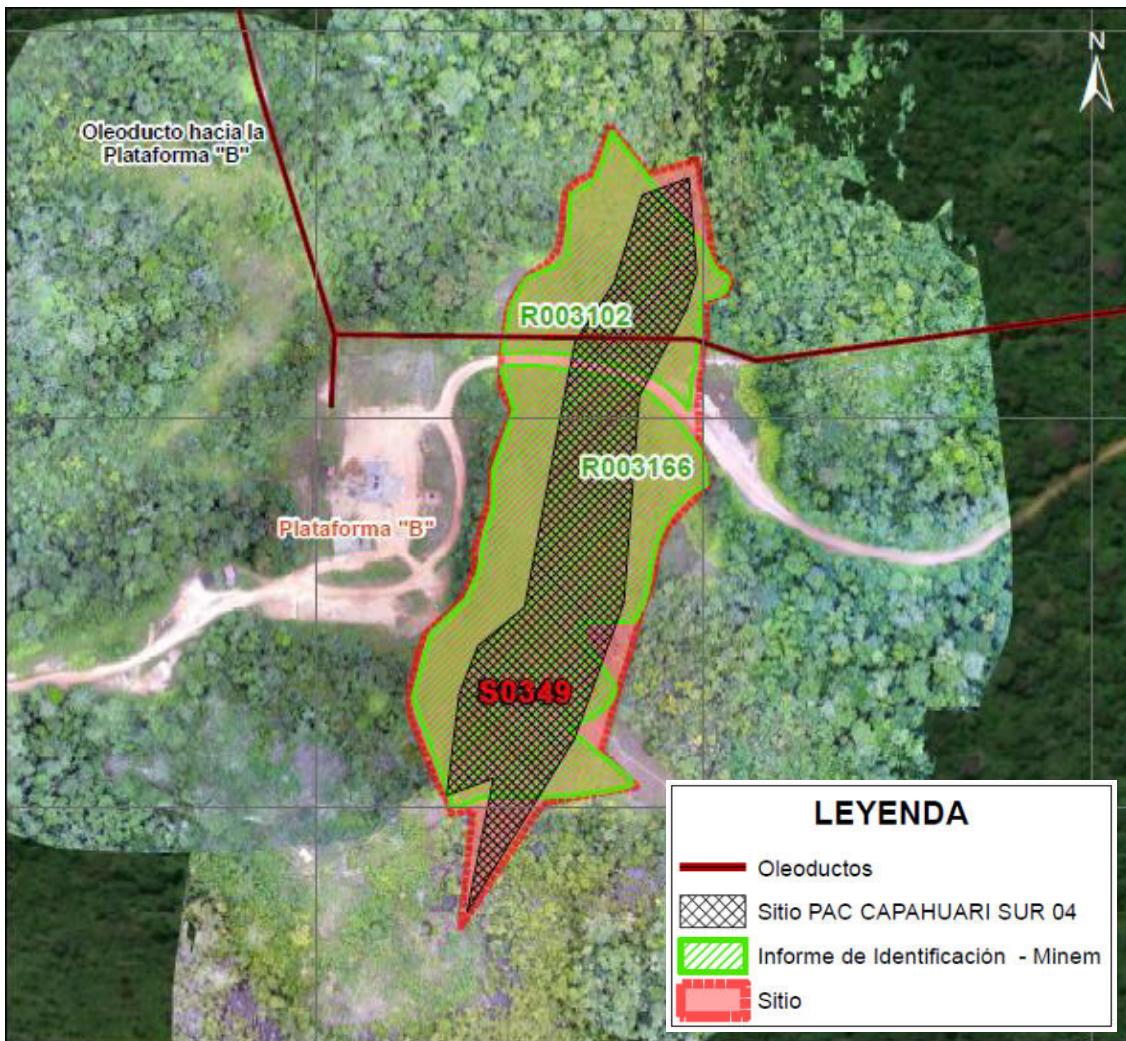 N
Oleoducto hacia la
Plataforma "B"
R003102
R003166
Plataforma "B"
S0349
LEYENDA
Oleoductos
Sitio PAC CAPAHUARI SUR 04
Informe de Identificación - Minem
Sitio